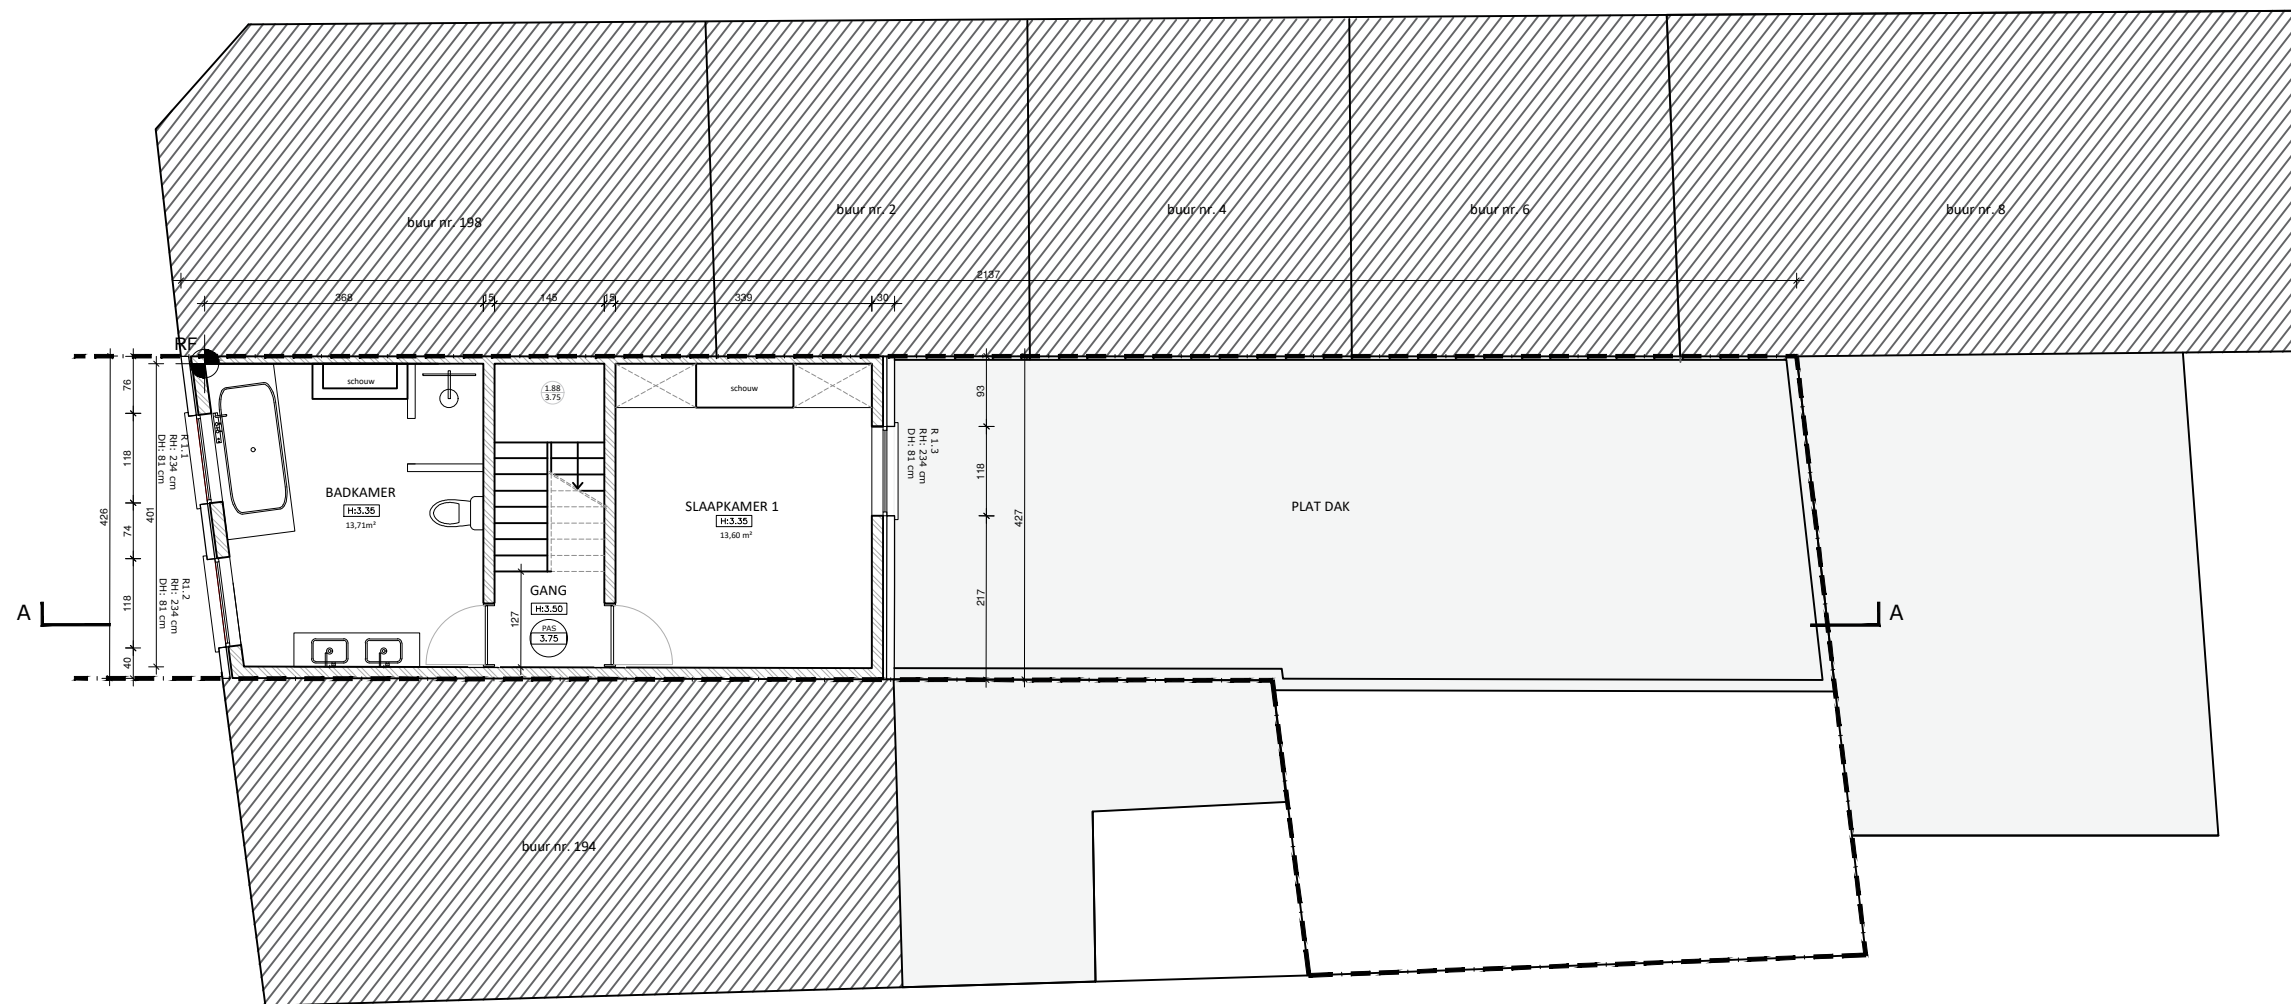 buur nr. 198
buur nr. 2
buur nr. 4
buur nr. 6
buur nr. 8
2137
368
15
145
15
339
30
RF
76
118
74
118
40
426
401
R 1.1
RH: 234 cm
DH: 81 cm
R1.2
RH: 234 cm
DH: 81 cm
schouw
BADKAMER
H:3.35
13,71m²
1.88
3.75
127
GANG
H:3.50
PAS
3.75
schouw
SLAAPKAMER 1
H:3.35
13,60 m²
R 1.3
RH: 234 cm
DH: 81 cm
93
118
217
427
PLAT DAK
A
A
buur nr. 194